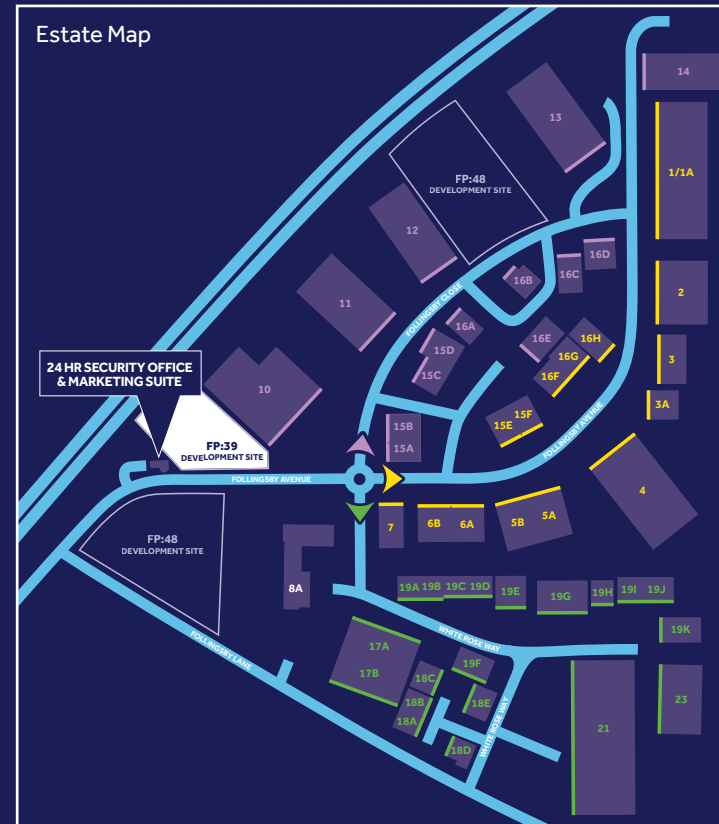 Estate Map
14
13
1/1A
FP:48
DEVELOPMENT SITE
12
16D
16B
16C
2
11
FOLLINGSBY CLOSE
16A
15D
15C
16E
16H
16G
16F
3
24 HR SECURITY OFFICE
& MARKETING SUITE
10
3A
15B
15A
15F
15E
FOLLINGSBY AVENUE
FP:39
DEVELOPMENT SITE
FOLLINGSBY AVENUE
4
7
6B 6A
5B 5A
FP:48
DEVELOPMENT SITE
8A
19A 19B 19C 19D
19E
19G
19H
19I 19J
19K
WHITE ROSE WAY
17A
17B
19F
18C
18B
18A
18E
18D
WHITE ROSE WAY
21
23
FOLLINGSBY LANE